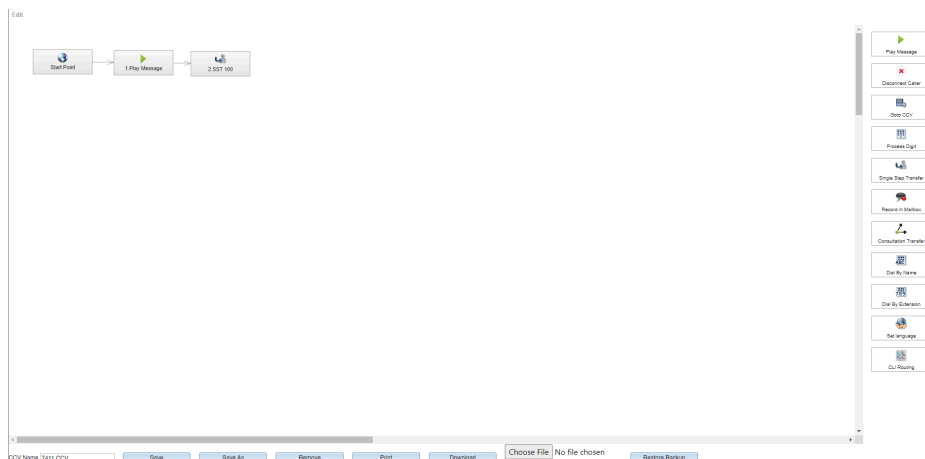 Edit
Start Point
1.Play Message
2.SST 100
Play Message
Disconnect Caller
Goto CCV
Process Digit
Single Step Transfer
Record in Mailbox
Consultation Transfer
Dial By Name
Dial By Extension
Set language
CLI Routing
CCV Name 7411 CCV Save Save As Remove Print Download Choose File No file chosen Restore Backup